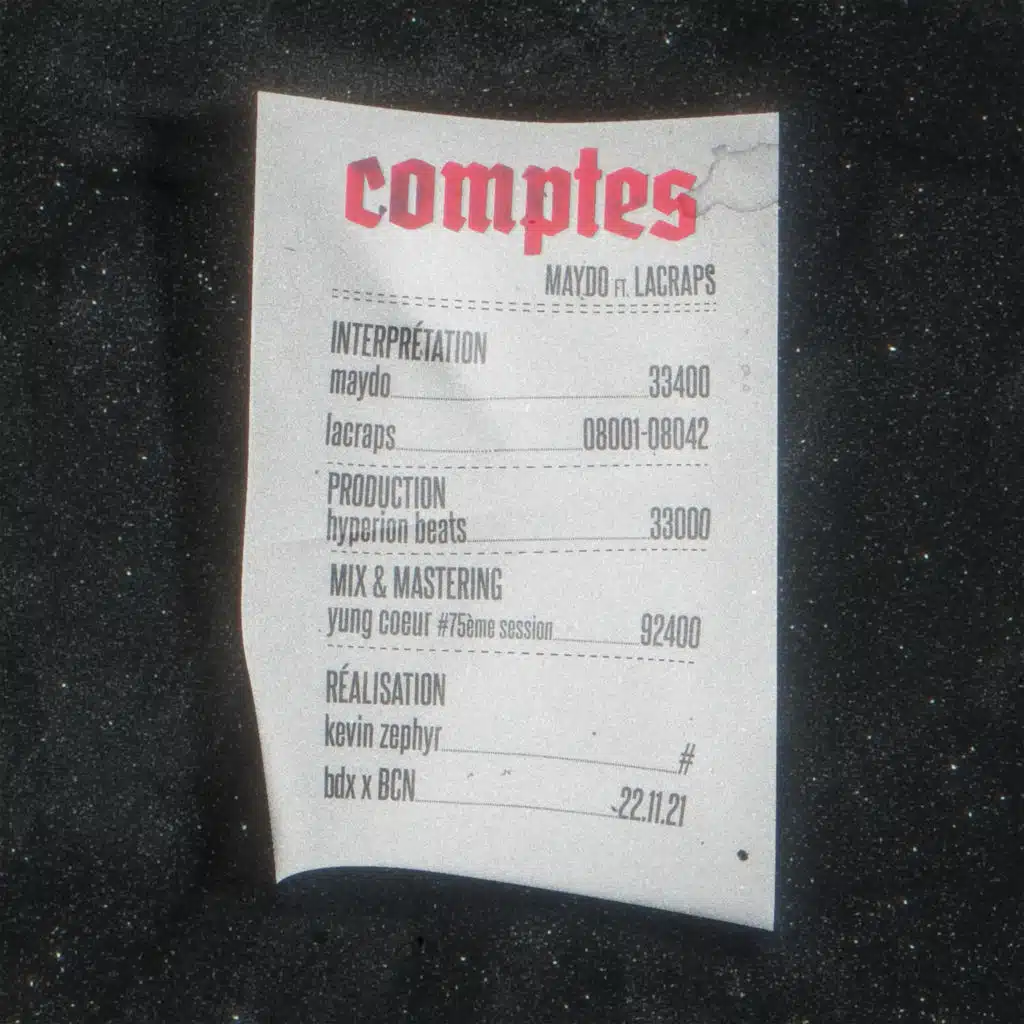 comptes
MAYDO FT. LACRAPS
INTERPRÉTATION
maydo 33400
lacraps 08001-08042
PRODUCTION
hyperion beats 33000
MIX & MASTERING
yung coeur #75ème session 92400
RÉALISATION
kevin zephyr #
bdx x BCN 22.11.21